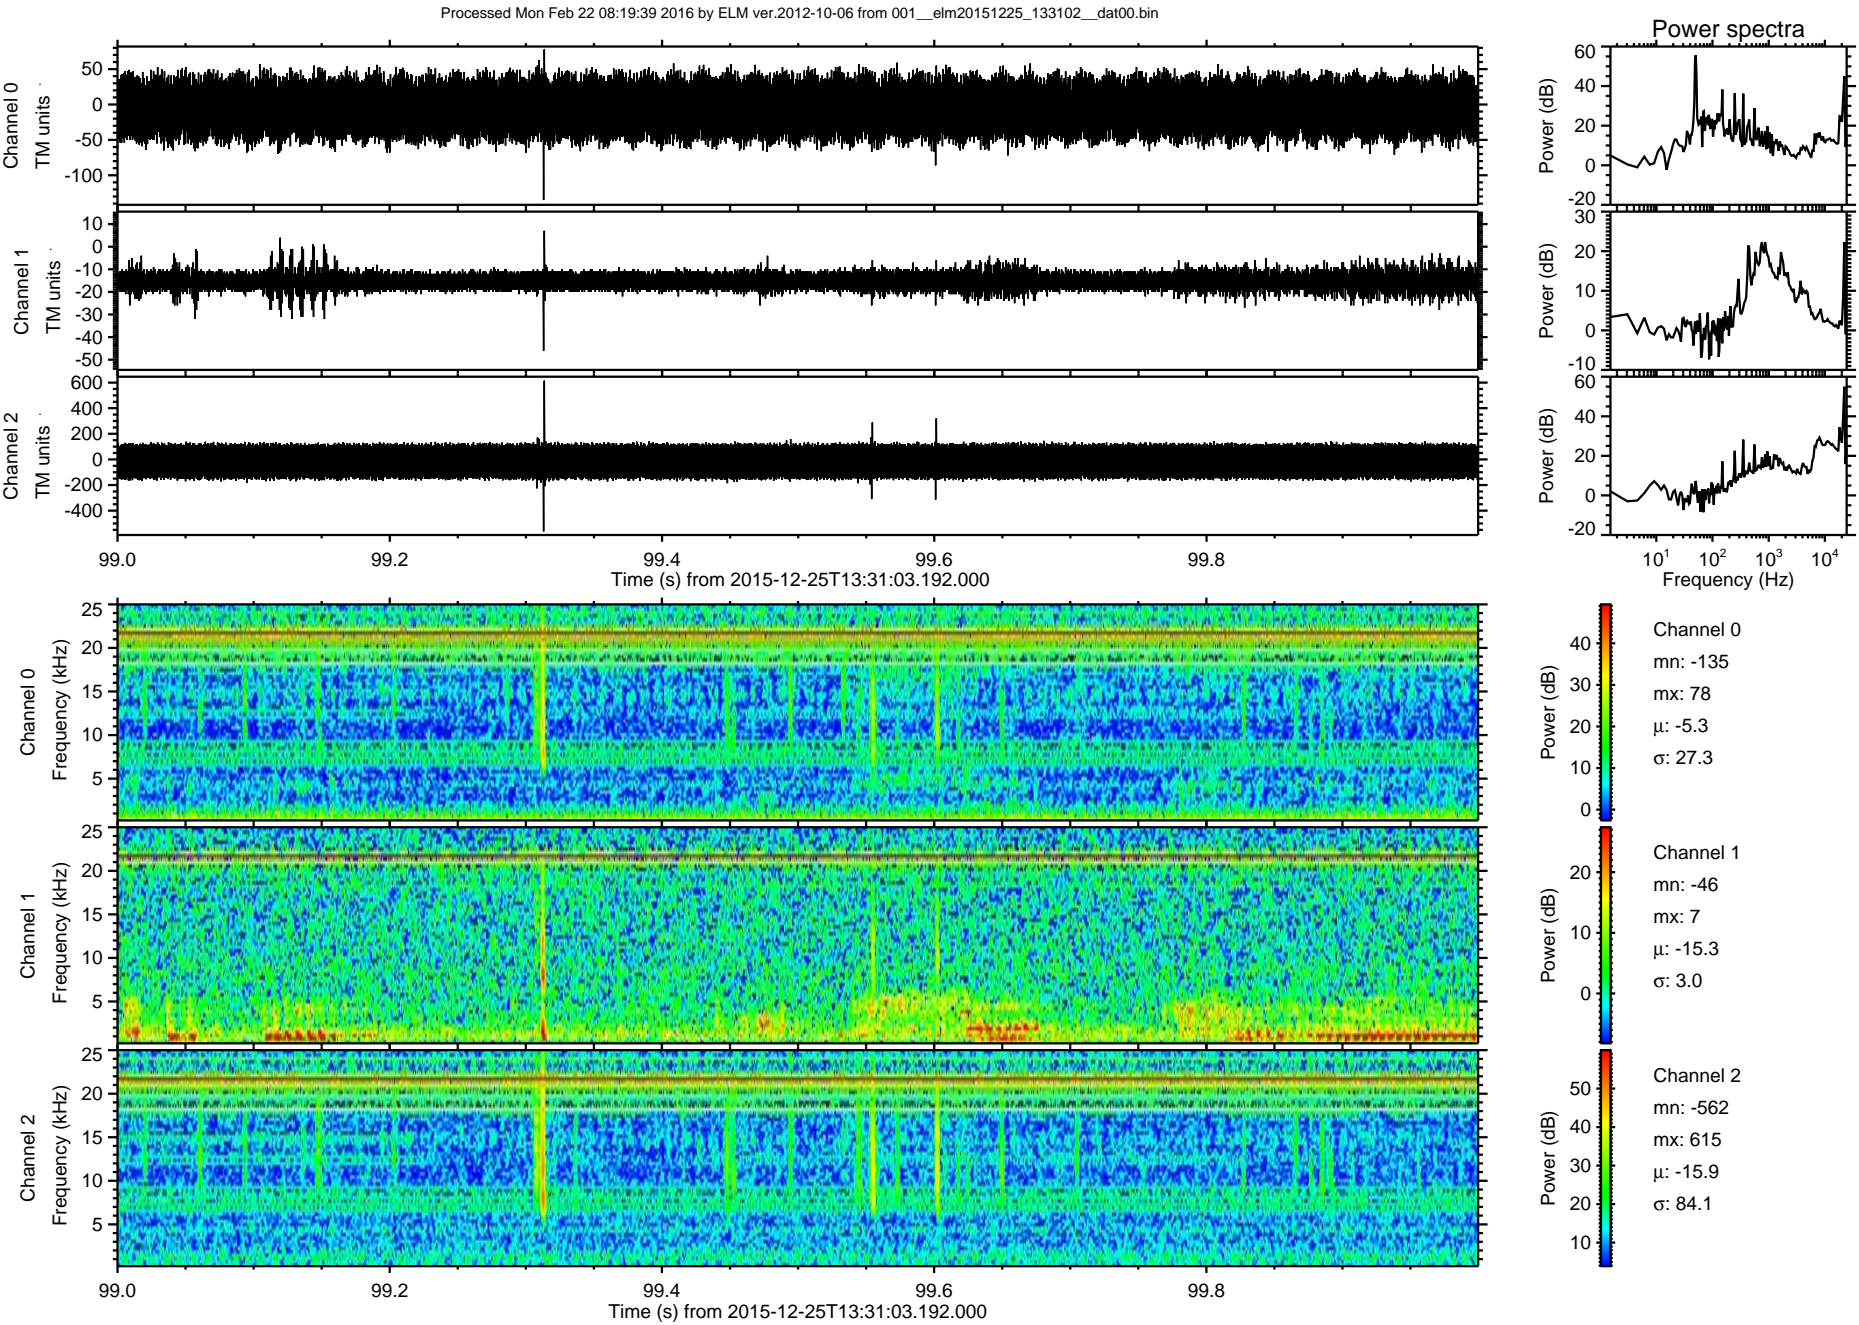 Processed Mon Feb 22 08:19:39 2016 by ELM ver.2012-10-06 from 001__elm20151225_133102__dat00.bin
Power spectra
Channel 0
TM units
50
0
-50
-100
Power (dB)
60
40
20
0
-20
Channel 1
TM units
10
0
-10
-20
-30
-40
-50
Power (dB)
30
20
10
0
-10
Channel 2
TM units
600
400
200
0
-200
-400
Power (dB)
60
40
20
0
-20
99.0 99.2 99.4 99.6 99.8
Time (s) from 2015-12-25T13:31:03.192.000
10^1 10^2 10^3 10^4
Frequency (Hz)
Channel 0
Frequency (kHz)
25
20
15
10
5
Power (dB)
40
30
20
10
0
Channel 0
mn: -135
mx: 78
μ: -5.3
σ: 27.3
Channel 1
Frequency (kHz)
25
20
15
10
5
Power (dB)
20
10
0
Channel 1
mn: -46
mx: 7
μ: -15.3
σ: 3.0
Channel 2
Frequency (kHz)
25
20
15
10
5
Power (dB)
50
40
30
20
10
Channel 2
mn: -562
mx: 615
μ: -15.9
σ: 84.1
99.0 99.2 99.4 99.6 99.8
Time (s) from 2015-12-25T13:31:03.192.000